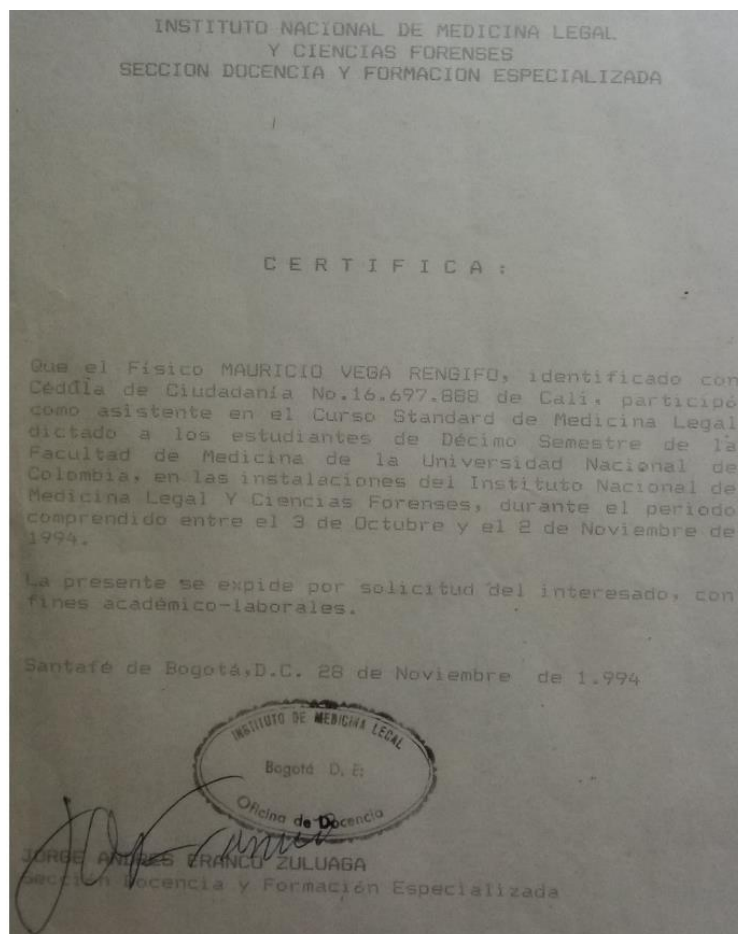 INSTITUTO NACIONAL DE MEDICINA LEGAL
Y CIENCIAS FORENSES
SECCION DOCENCIA Y FORMACION ESPECIALIZADA
C E R T I F I C A :
Que el Físico MAURICIO VEGA RENGIFO, identificado con
Cédula de Ciudadanía No.16.697.888 de Cali, participó
como asistente en el Curso Standard de Medicina Legal
dictado a los estudiantes de Décimo Semestre de la
Facultad de Medicina de la Universidad Nacional de
Colombia, en las instalaciones del Instituto Nacional de
Medicina Legal Y Ciencias Forenses, durante el periodo
comprendido entre el 3 de Octubre y el 2 de Noviembre de
1994.
La presente se expide por solicitud del interesado, con
fines académico-laborales.
Santafé de Bogotá,D.C. 28 de Noviembre de 1.994
INSTITUTO DE MEDICINA LEGAL
Bogotá D. E.
Oficina de Docencia
JORGE ANDRES FRANCO ZULUAGA
Sección Docencia y Formación Especializada